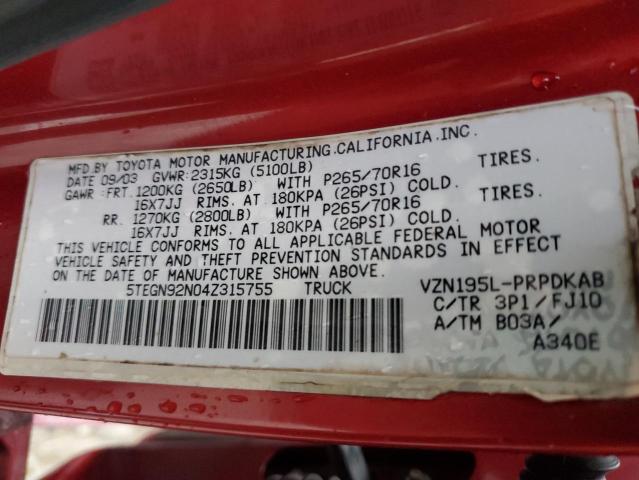 MFD.BY TOYOTA MOTOR MANUFACTURING.CALIFORNIA.INC.
DATE 09/03 GVWR:2315KG (5100LB)
GAWR :FRT.1200KG (2650LB) WITH P265/70R16 TIRES.
16X7JJ RIMS. AT 180KPA (26PSI) COLD.
RR. 1270KG (2800LB) WITH P265/70R16 TIRES.
16X7JJ RIMS. AT 180KPA (26PSI) COLD.
THIS VEHICLE CONFORMS TO ALL APPLICABLE FEDERAL MOTOR
VEHICLE SAFETY AND THEFT PREVENTION STANDARDS IN EFFECT
ON THE DATE OF MANUFACTURE SHOWN ABOVE.
5TEGN92N04Z315755 TRUCK VZN195L-PRPDKAB
C/TR 3P1/FJ10
A/TM B03A/
A340E